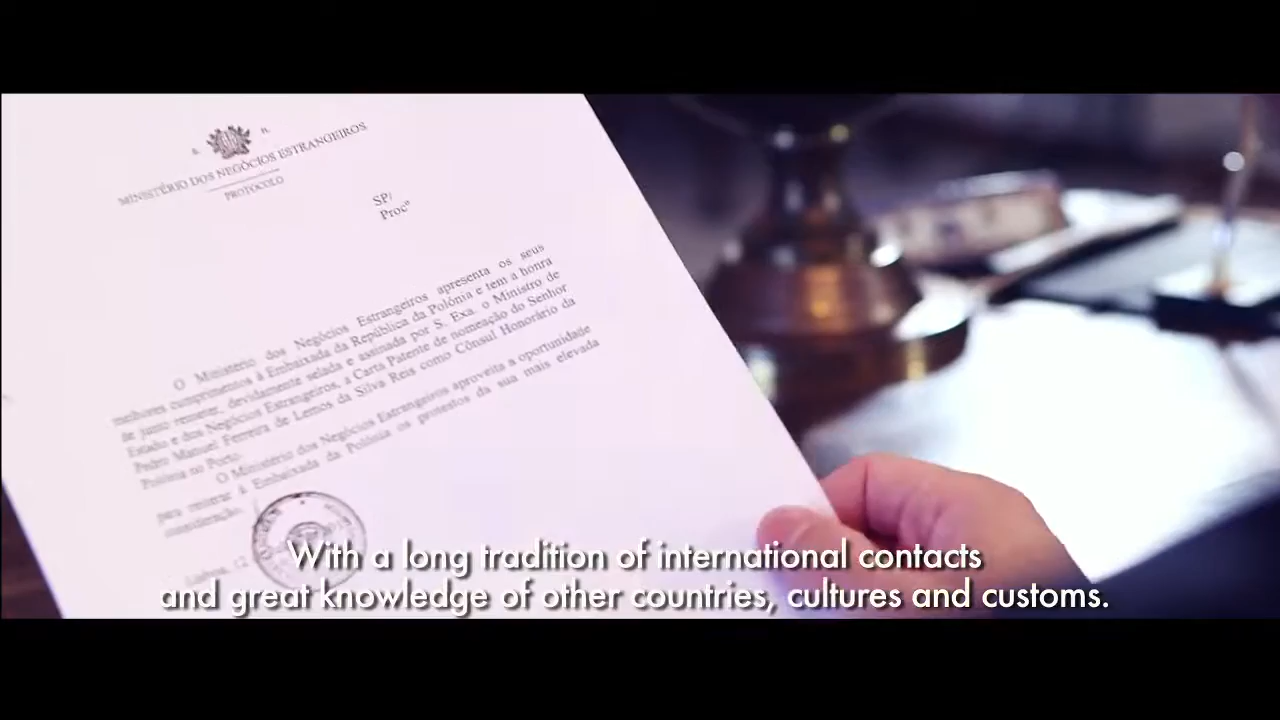 S. R.
MINISTÉRIO DOS NEGÓCIOS ESTRANGEIROS
PROTOCOLO
SP/
Procº
O Ministério dos Negócios Estrangeiros apresenta os seus
melhores cumprimentos à Embaixada da República da Polónia e tem a honra
de junto remeter, devidamente selada e assinada por S. Exa. o Ministro de
Estado e dos Negócios Estrangeiros, a Carta Patente de nomeação do Senhor
Pedro Manuel Ferreira de Lemos da Silva Reis como Cônsul Honorário da
Polónia no Porto.
O Ministério dos Negócios Estrangeiros aproveita a oportunidade
para reiterar à Embaixada da Polónia os protestos da sua mais elevada
consideração.
Lisboa, 12
With a long tradition of international contacts
and great knowledge of other countries, cultures and customs.